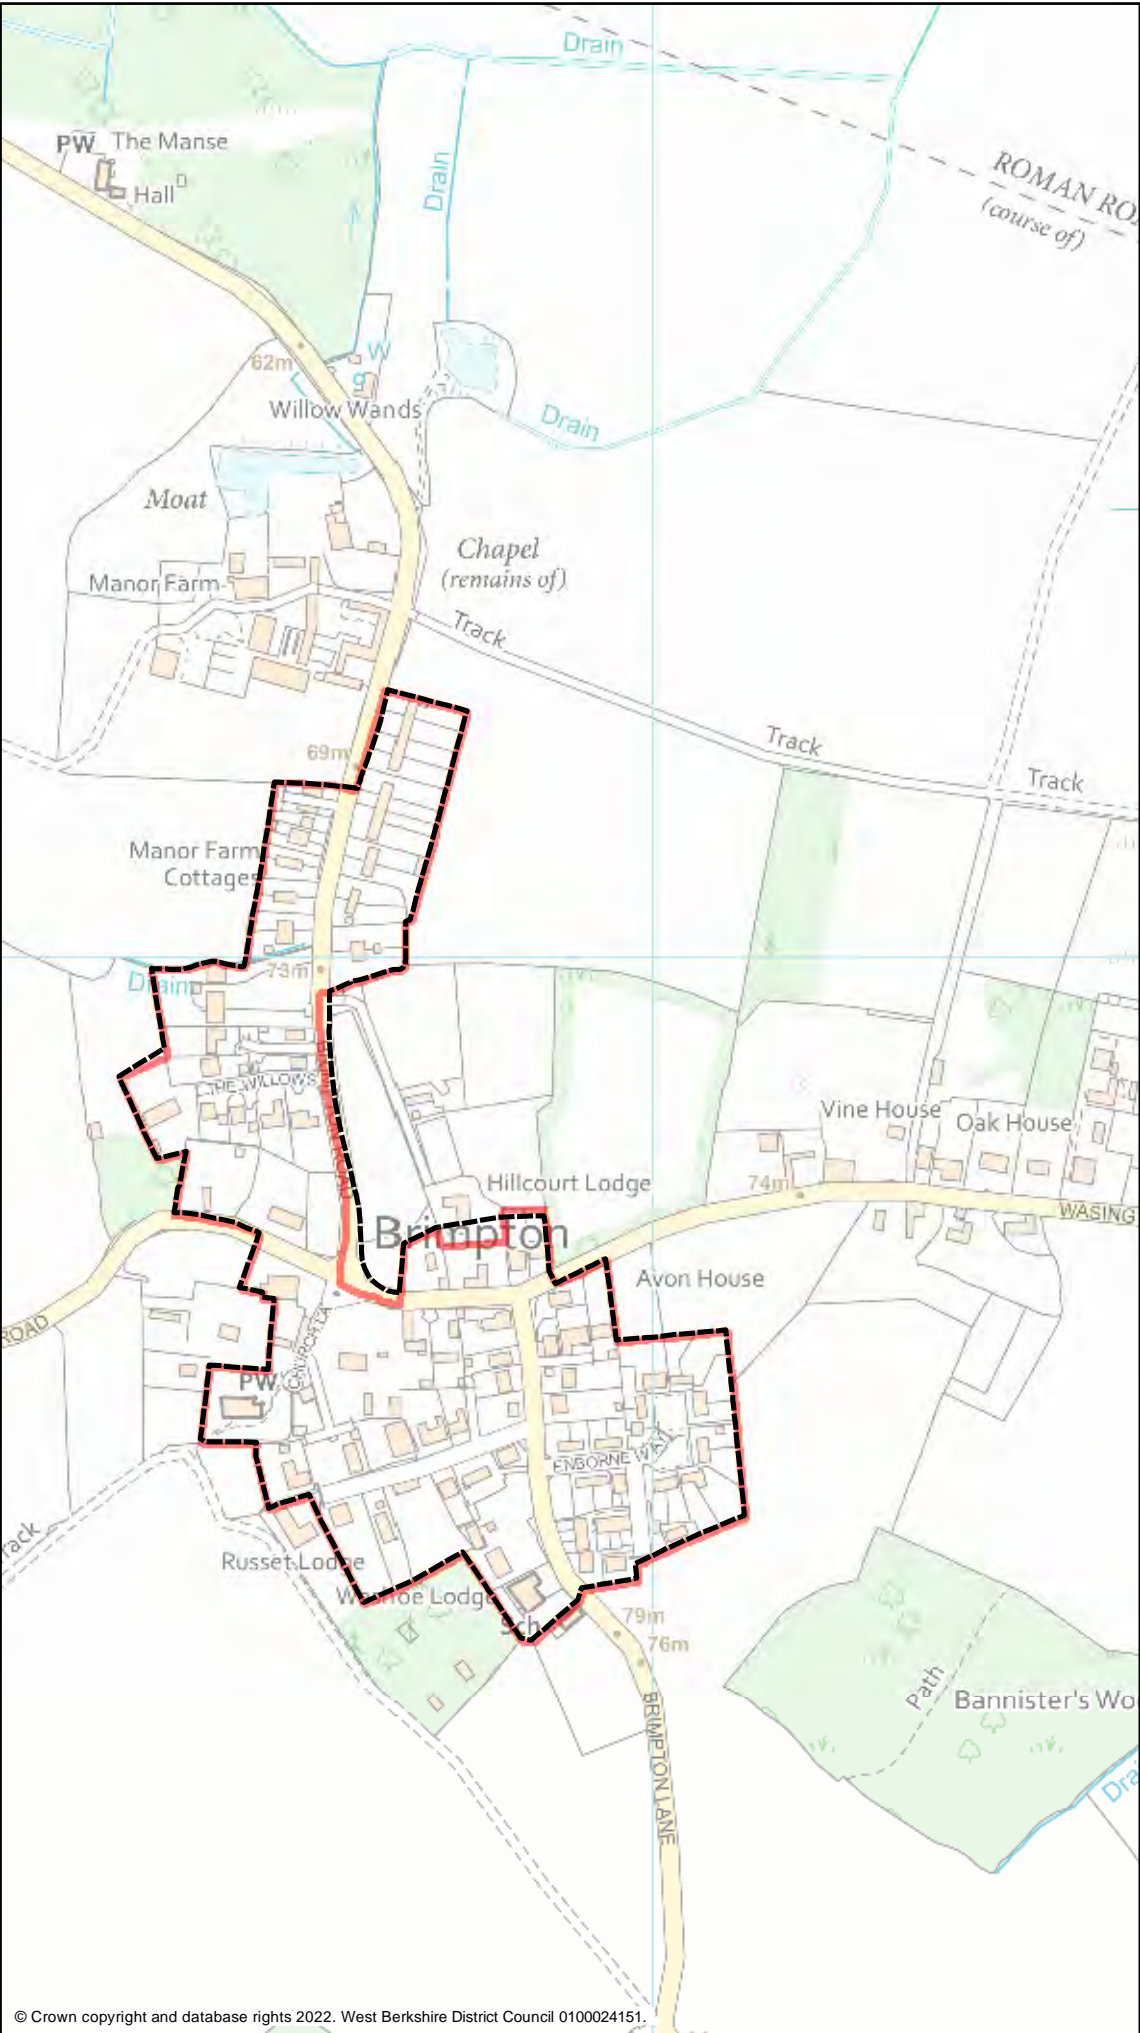 Drain
PW The Manse
Hall
Drain
ROMAN
(course of)
62m
W
Willow Wands
Drain
Moat
Chapel
(remains of)
Manor Farm
Track
69m
Track
Track
Manor Farm
Cottages
73m
Drain
THE WILLOWS
BRIMPTON ROAD
Vine House
Oak House
Hillcourt Lodge
74m
WASING
Brimpton
Avon House
ROAD
CHURCH LA
PW
ENBORNE WAY
Russet Lodge
Lodge
Sch
79m
76m
Path
Bannister's Wo
BRIMPTON LANE
© Crown copyright and database rights 2022. West Berkshire District Council 0100024151.